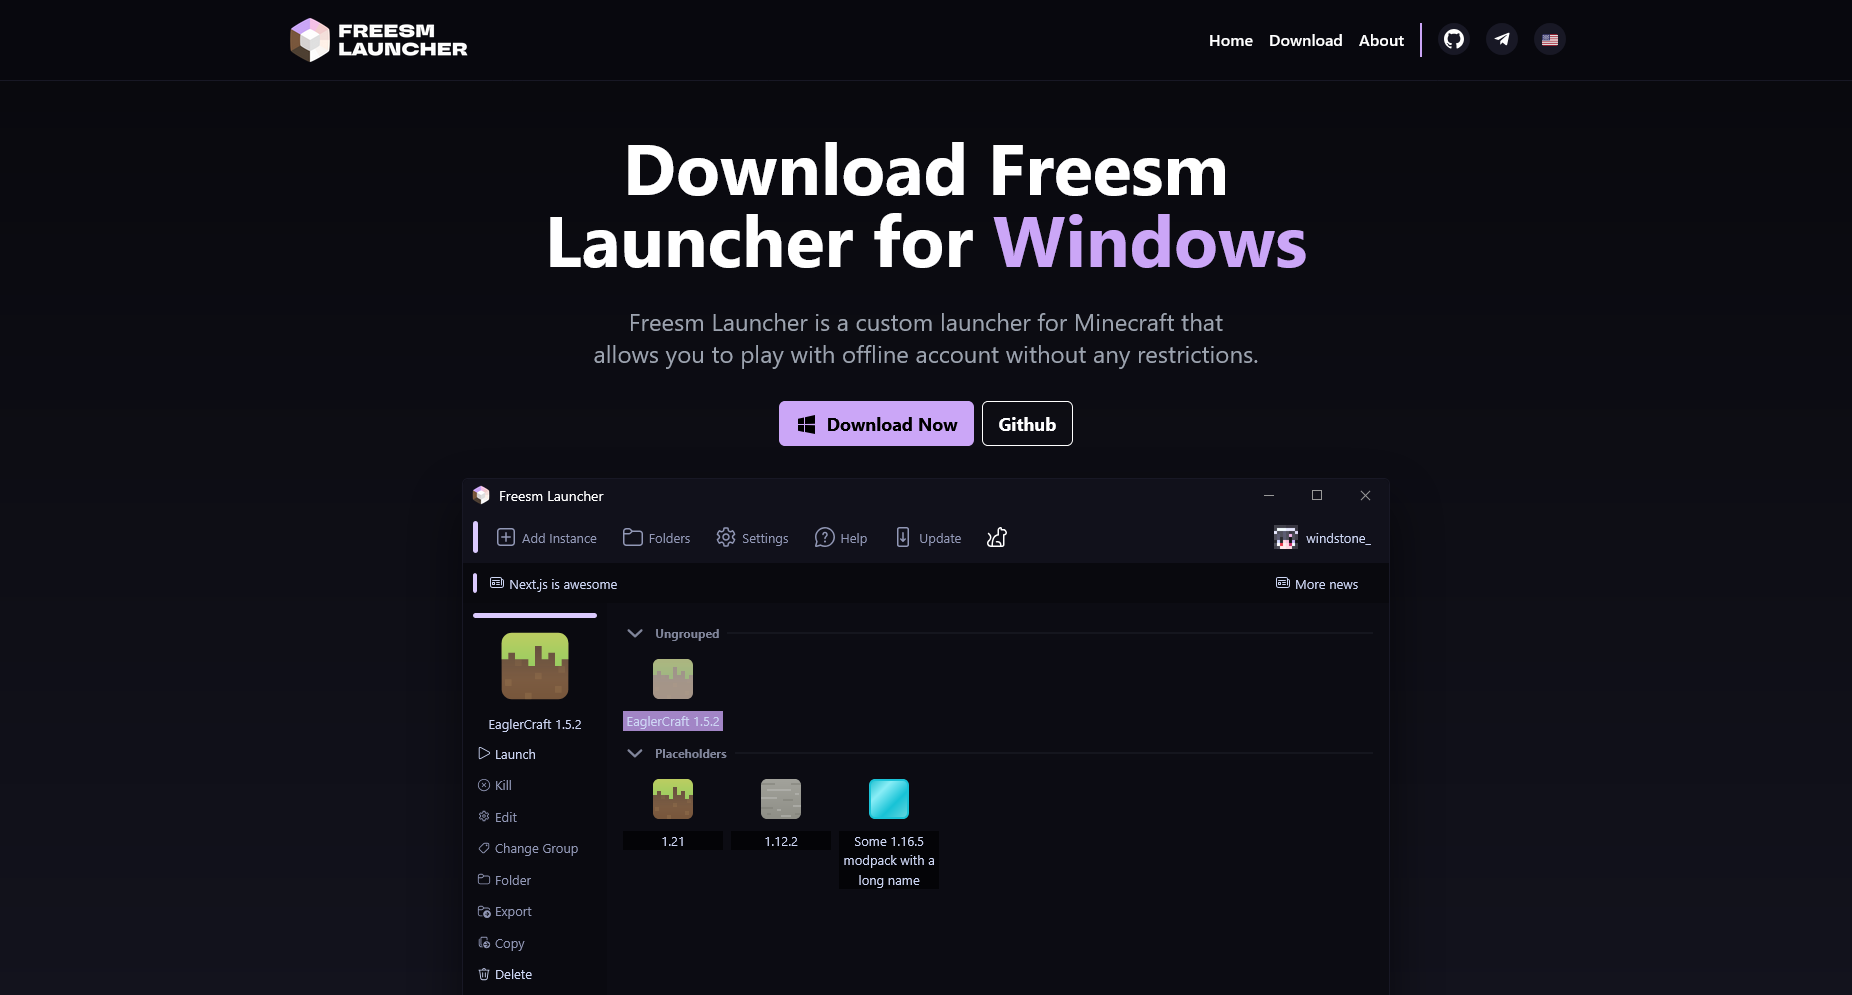 FREESM
LAUNCHER
Home Download About
Download Freesm
Launcher for Windows
Freesm Launcher is a custom launcher for Minecraft that
allows you to play with offline account without any restrictions.
Download Now Github
Freesm Launcher
Add Instance Folders Settings Help Update windstone_
Next.js is awesome More news
Ungrouped
EaglerCraft 1.5.2
EaglerCraft 1.5.2
Launch
Kill
Edit
Change Group
Folder
Export
Copy
Delete
Placeholders
1.21
1.12.2
Some 1.16.5
modpack with a
long name